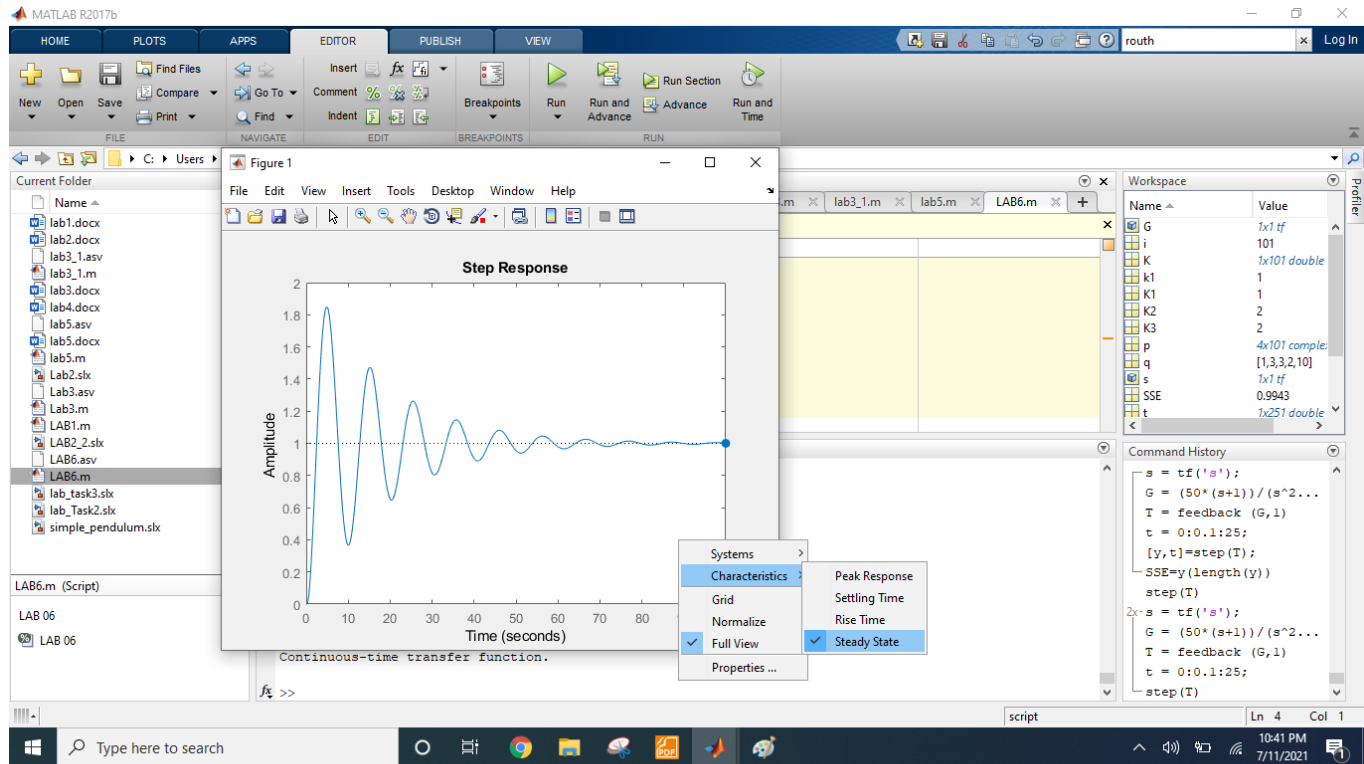 MATLAB R2017b
HOME PLOTS APPS EDITOR PUBLISH VIEW
routh
Log In
New Open Save
Find Files
Compare
Print
FILE
Go To
Find
NAVIGATE
Insert fx
Comment
Indent
EDIT
Breakpoints
BREAKPOINTS
Run
Run and Advance
Run Section
Advance
Run and Time
RUN
C: Users
Current Folder
Name
lab1.docx
lab2.docx
lab3_1.asv
lab3_1.m
lab3.docx
lab4.docx
lab5.asv
lab5.docx
lab5.m
Lab2.slx
Lab3.asv
Lab3.m
LAB1.m
LAB2_2.slx
LAB6.asv
LAB6.m
lab_task3.slx
lab_Task2.slx
simple_pendulum.slx
LAB6.m (Script)
LAB 06
LAB 06
Figure 1
File Edit View Insert Tools Desktop Window Help
Step Response
Amplitude
2
1.8
1.6
1.4
1.2
1
0.8
0.6
0.4
0.2
0
0 10 20 30 40 50 60 70 80
Time (seconds)
Systems
Characteristics
Grid
Normalize
Full View
Properties ...
Peak Response
Settling Time
Rise Time
Steady State
.m lab3_1.m lab5.m LAB6.m
Continuous-time transfer function.
fx >>
Workspace
Name Value
G 1x1 tf
i 101
K 1x101 double
k1 1
K1 1
K2 2
K3 2
p 4x101 comple
q [1,3,3,2,10]
s 1x1 tf
SSE 0.9943
t 1x251 double
Profiler
Command History
s = tf('s');
G = (50*(s+1))/(s^2...
T = feedback (G,1)
t = 0:0.1:25;
[y,t]=step(T);
SSE=y(length(y))
step(T)
2x s = tf('s');
G = (50*(s+1))/(s^2...
T = feedback (G,1)
t = 0:0.1:25;
step(T)
script
Ln 4 Col 1
Type here to search
PDF
10:41 PM
7/11/2021
1